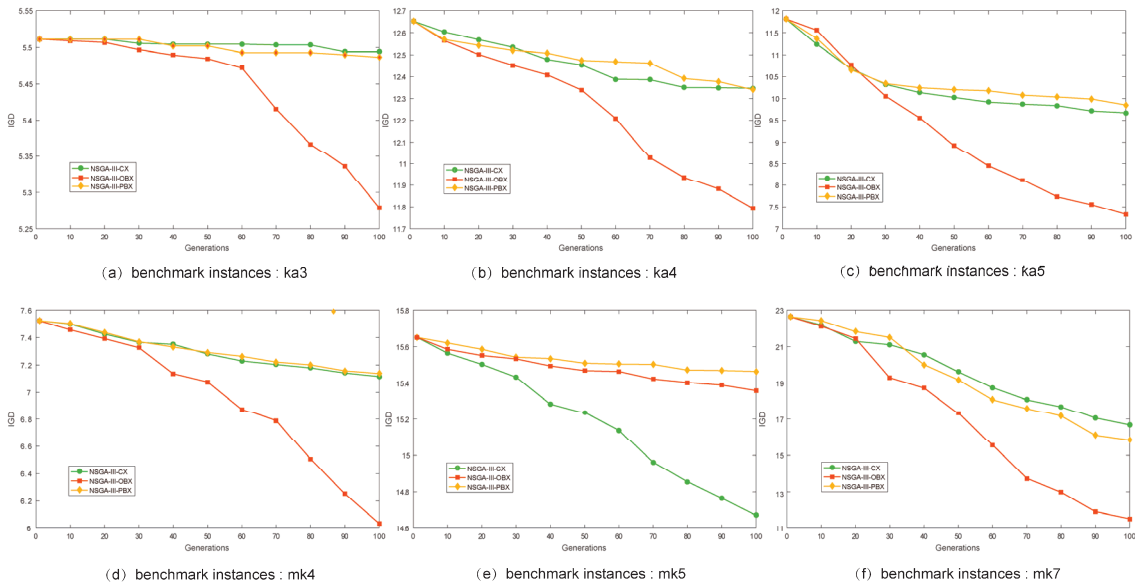 5.55
5.5
5.45
5.4
5.35
5.3
5.25
IGD
NSGA-III-CX
NSGA-III-OBX
NSGA-III-PBX
0 10 20 30 40 50 60 70 80 90 100
Generations
(a) benchmark instances : ka3
12.7
12.6
12.5
12.4
12.3
12.2
12.1
12
11.9
11.8
11.7
IGD
NSGA-III-CX
NSGA-III-OBX
NSGA-III-PBX
0 10 20 30 40 50 60 70 80 90 100
Generations
(b) benchmark instances : ka4
12
11.5
11
10.5
10
9.5
9
8.5
8
7.5
7
IGD
NSGA-III-CX
NSGA-III-OBX
NSGA-III-PBX
0 10 20 30 40 50 60 70 80 90 100
Generations
(c) benchmark instances : ka5
7.6
7.4
7.2
7
6.8
6.6
6.4
6.2
6
IGD
NSGA-III-CX
NSGA-III-OBX
NSGA-III-PBX
0 10 20 30 40 50 60 70 80 90 100
Generations
(d) benchmark instances : mk4
15.8
15.6
15.4
15.2
15
14.8
14.6
IGD
NSGA-III-CX
NSGA-III-OBX
NSGA-III-PBX
0 10 20 30 40 50 60 70 80 90 100
Generations
(e) benchmark instances : mk5
23
21
19
17
15
13
11
IGD
NSGA-III-CX
NSGA-III-OBX
NSGA-III-PBX
0 10 20 30 40 50 60 70 80 90 100
Generations
(f) benchmark instances : mk7